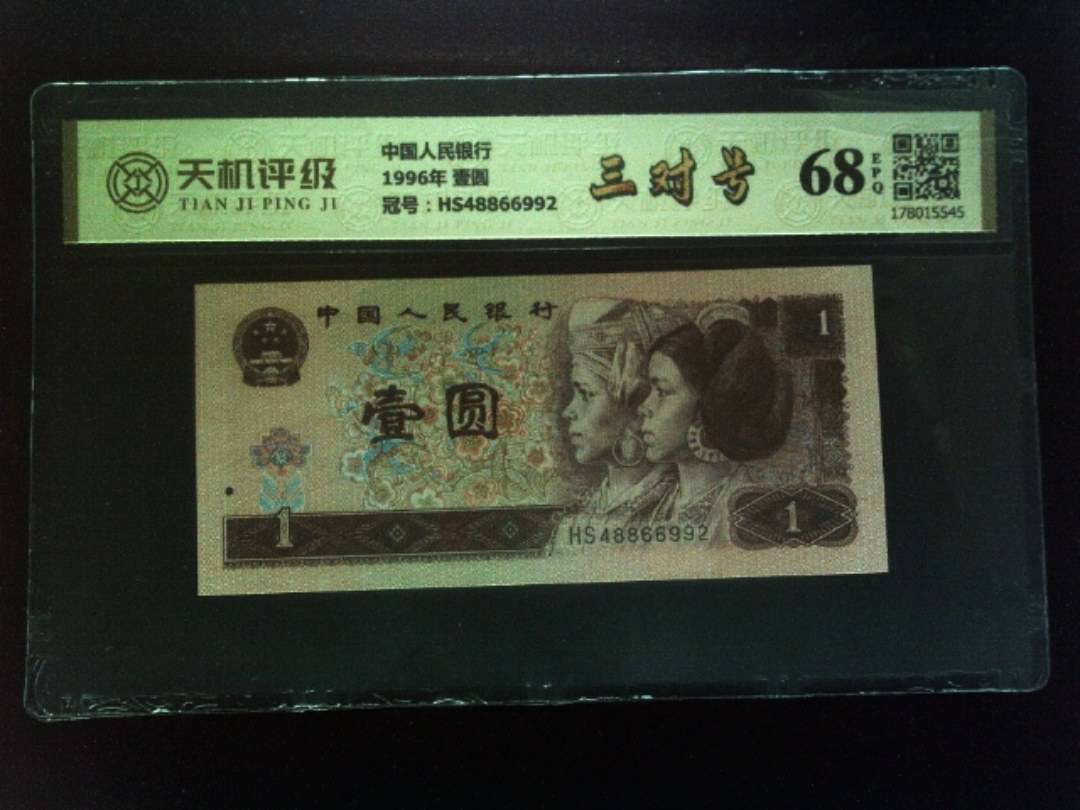 天机评级
TIAN JI PING JI
中国人民银行
1996年 壹圆
冠号：HS48866992
三对号
68
EPQ
178015545
中国人民银行
1
壹圆
1
HS48866992
1